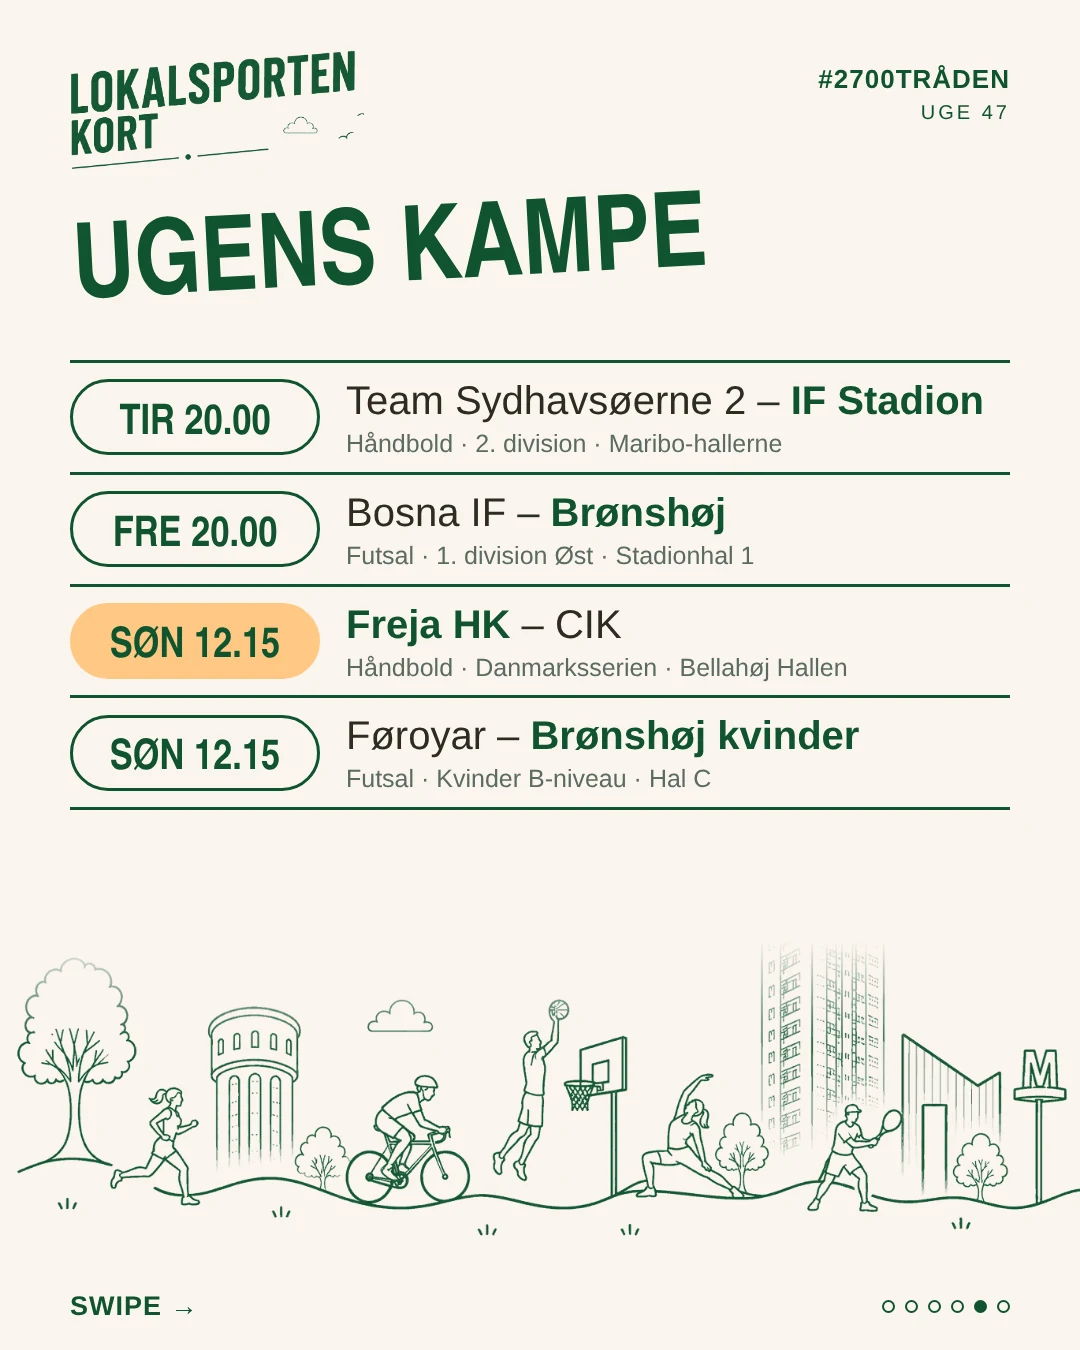 LOKALSPORTEN
KORT
#2700TRÅDEN
UGE 47
UGENS KAMPE
TIR 20.00
Team Sydhavsøerne 2 – IF Stadion
Håndbold · 2. division · Maribo-hallerne
FRE 20.00
Bosna IF – Brønshøj
Futsal · 1. division Øst · Stadionhal 1
SØN 12.15
Freja HK – CIK
Håndbold · Danmarksserien · Bellahøj Hallen
SØN 12.15
Føroyar – Brønshøj kvinder
Futsal · Kvinder B-niveau · Hal C
M
SWIPE →